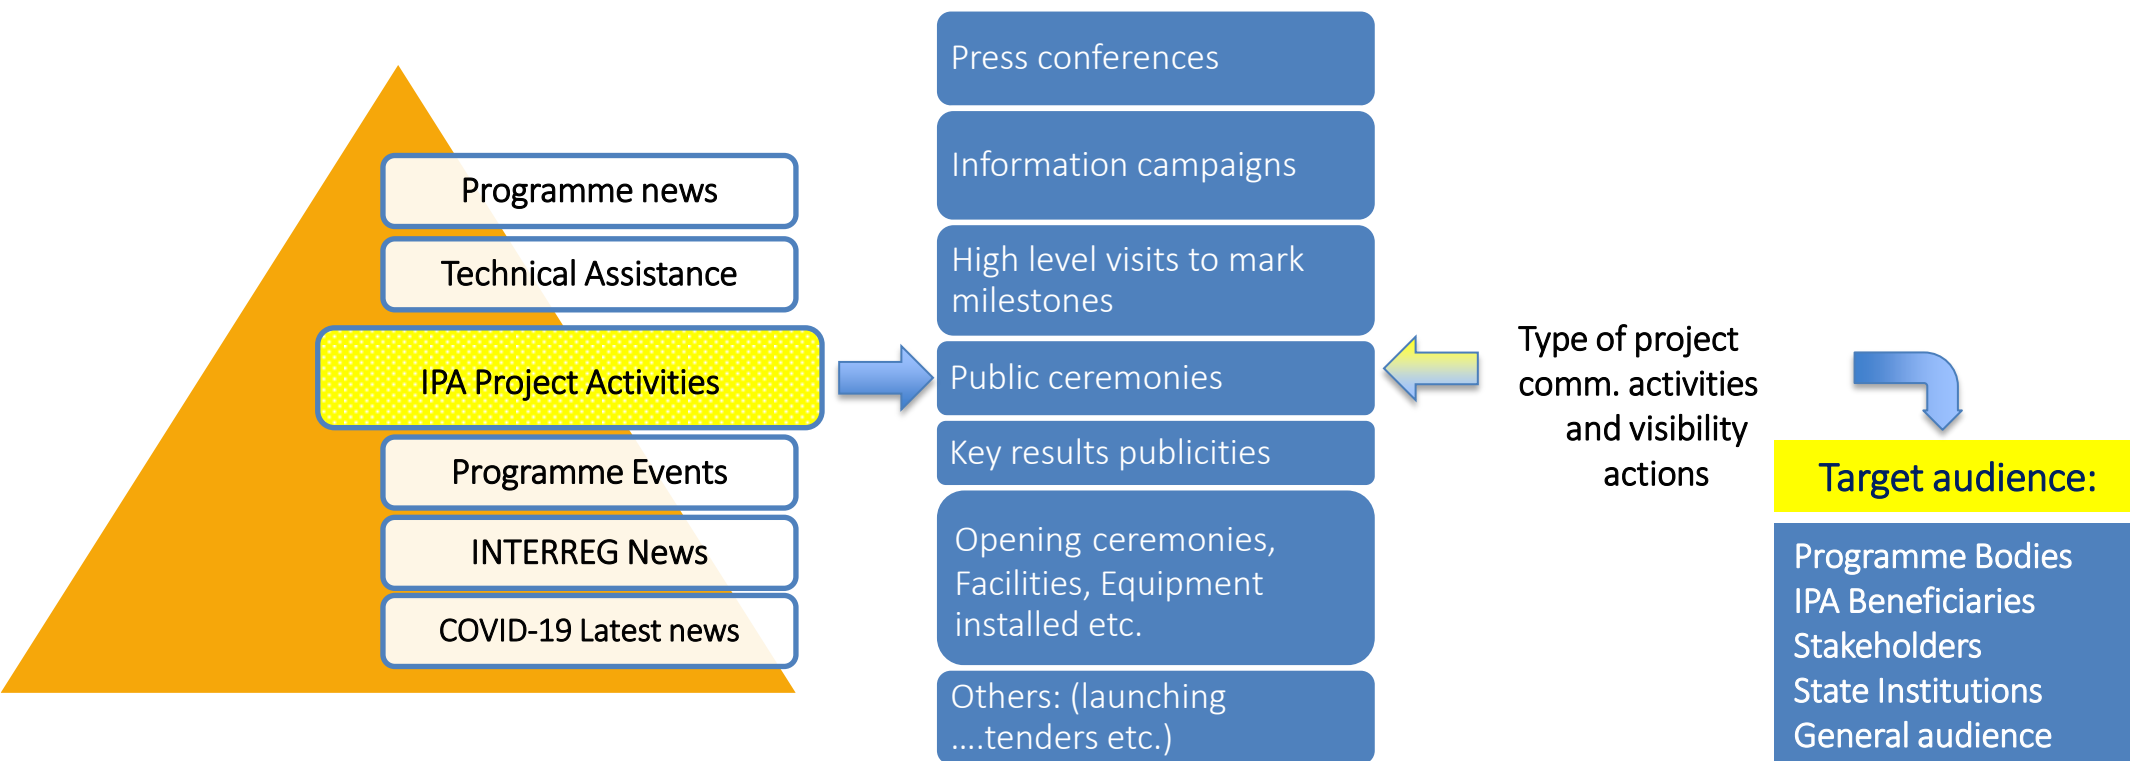 Programme news
Technical Assistance
IPA Project Activities
Programme Events
INTERREG News
COVID-19 Latest news
Press conferences
Information campaigns
High level visits to mark
milestones
Public ceremonies
Key results publicities
Opening ceremonies,
Facilities, Equipment
installed etc.
Others: (launching
....tenders etc.)
Type of project
comm. activities
and visibility
actions
Target audience:
Programme Bodies
IPA Beneficiaries
Stakeholders
State Institutions
General audience